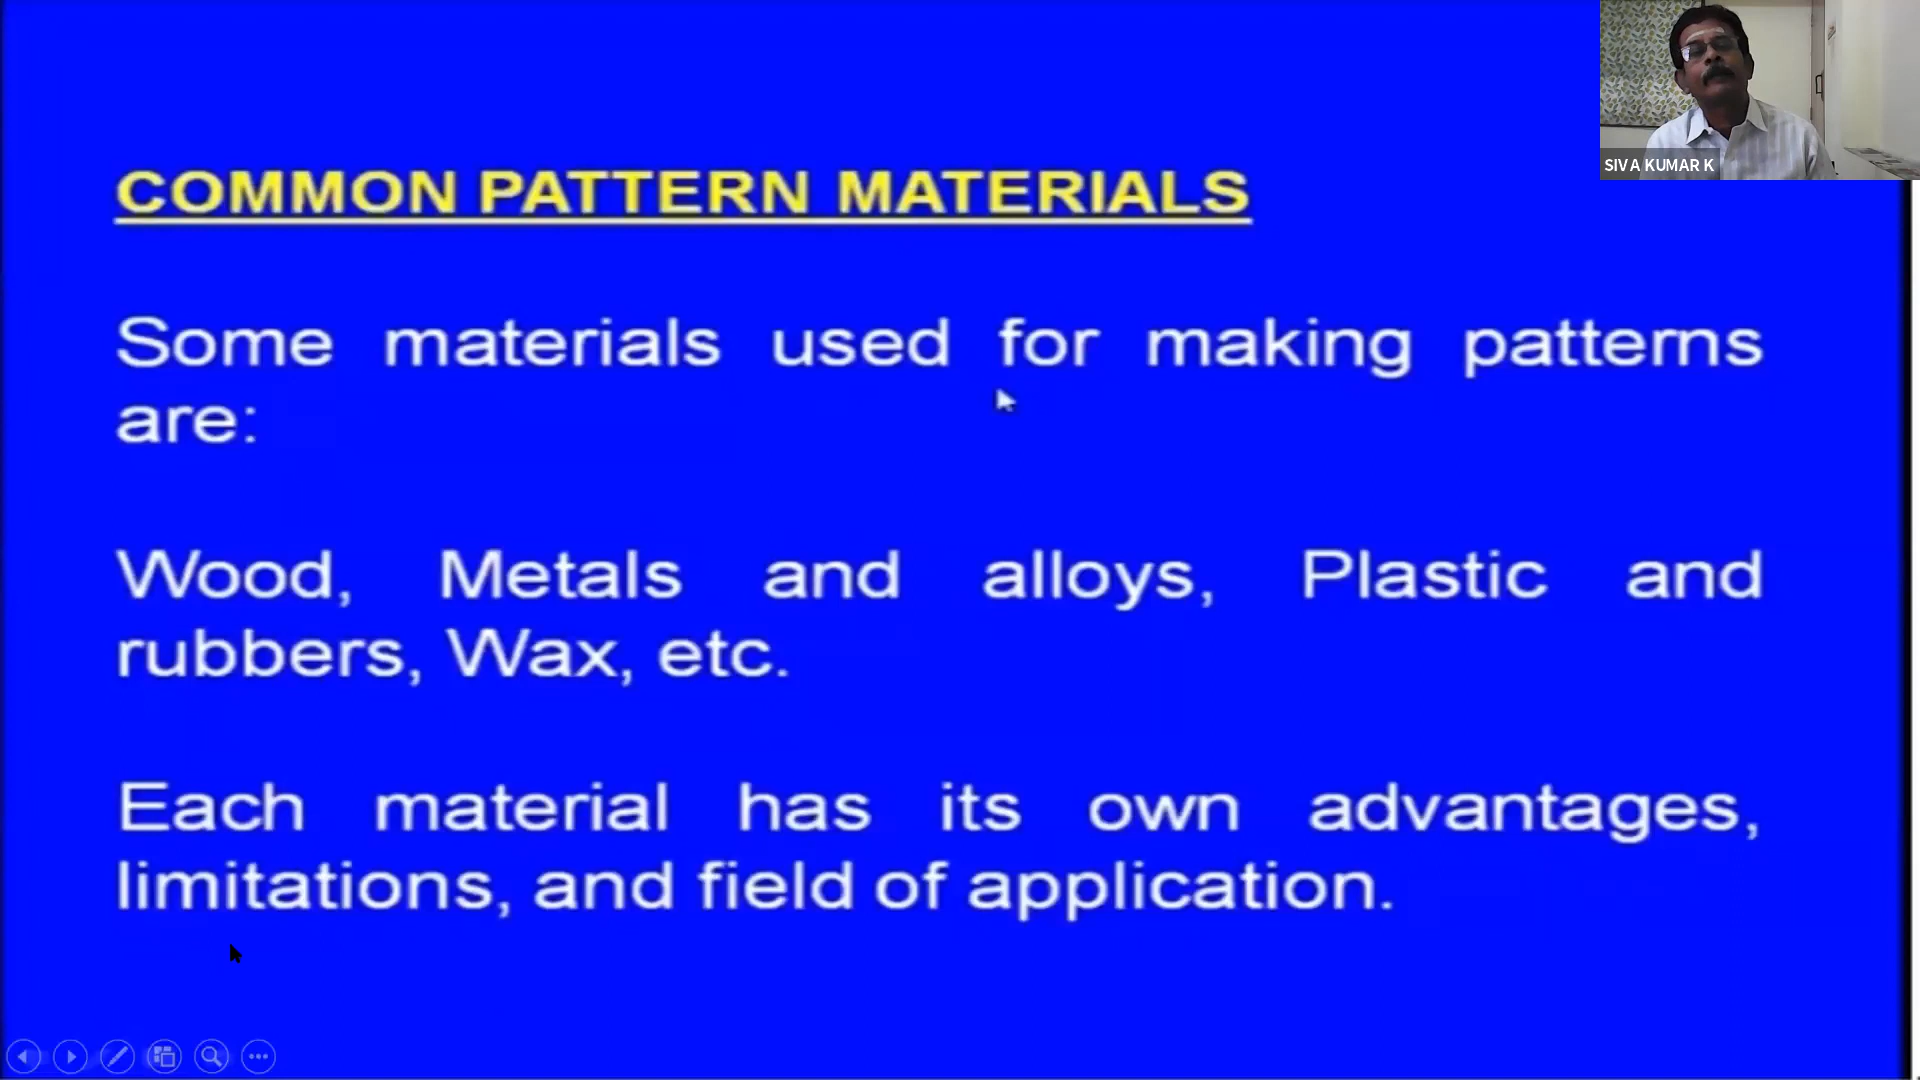 SIVA KUMAR K
COMMON PATTERN MATERIALS
Some materials used for making patterns
are:
Wood, Metals and alloys, Plastic and
rubbers, Wax, etc.
Each material has its own advantages,
limitations, and field of application.